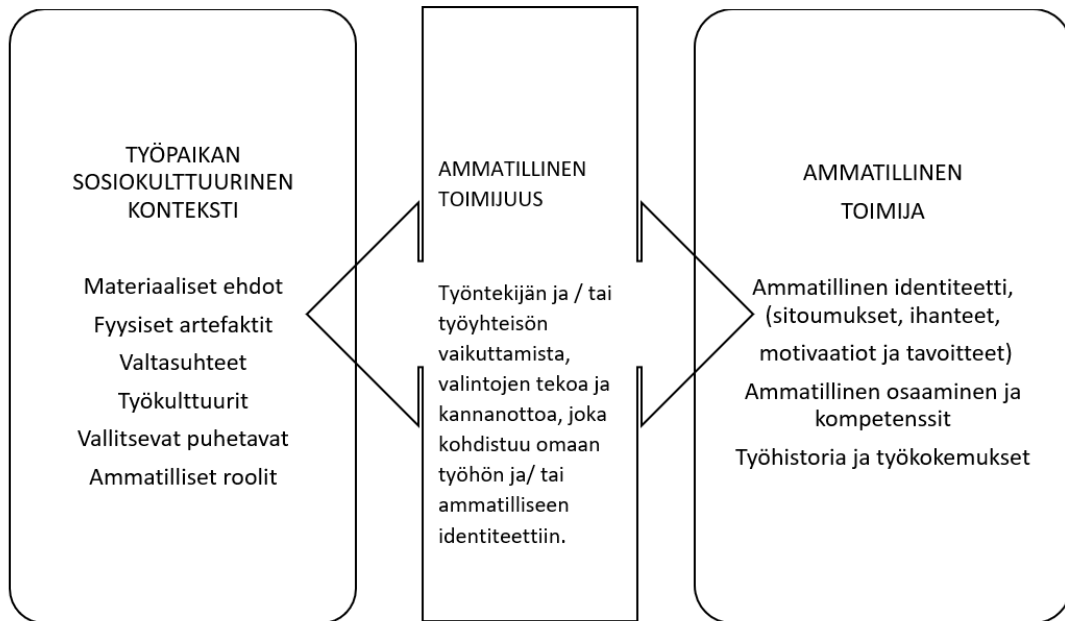 TYÖPAIKAN
SOSIOKULTTUURINEN
KONTEKSTI
Materiaaliset ehdot
Fyysiset artefaktit
Valtasuhteet
Työkulttuurit
Vallitsevat puhetavat
Ammatilliset roolit
AMMATILLINEN
TOIMIJUUS
Työntekijän ja / tai
työyhteisön
vaikuttamista,
valintojen tekoa ja
kannanottoa, joka
kohdistuu omaan
työhön ja/ tai
ammatilliseen
identiteettiin.
AMMATILLINEN
TOIMIJA
Ammatillinen identiteetti,
(sitoumukset, ihanteet,
motivaatiot ja tavoitteet)
Ammatillinen osaaminen ja
kompetenssit
Työhistoria ja työkokemukset